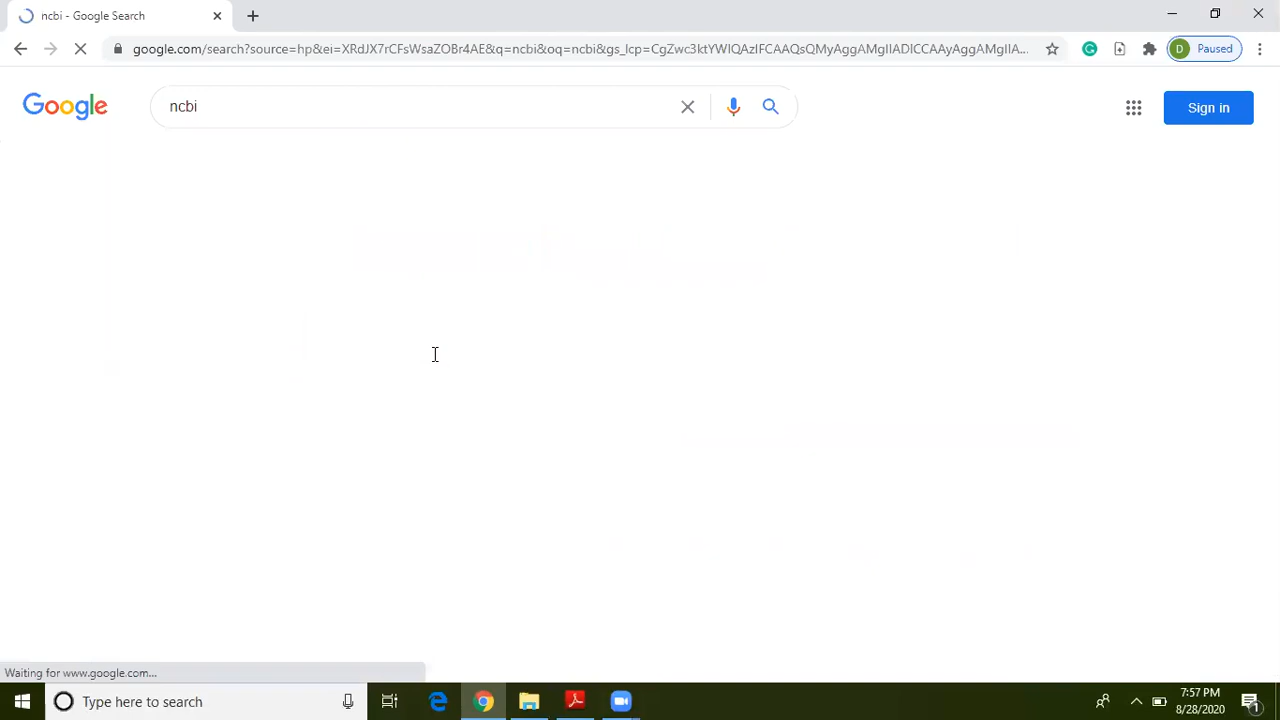 ncbi - Google Search
google.com/search?source=hp&ei=XRdJX7rCFsWsaZOBr4AE&q=ncbi&oq=ncbi&gs_lcp=CgZwc3ktYWIQAzIFCAAQsQMyAggAMgIIADICCAAyAggAMgIIA...
D Paused
Google
ncbi
Sign in
Waiting for www.google.com...
Type here to search
7:57 PM
8/28/2020
1